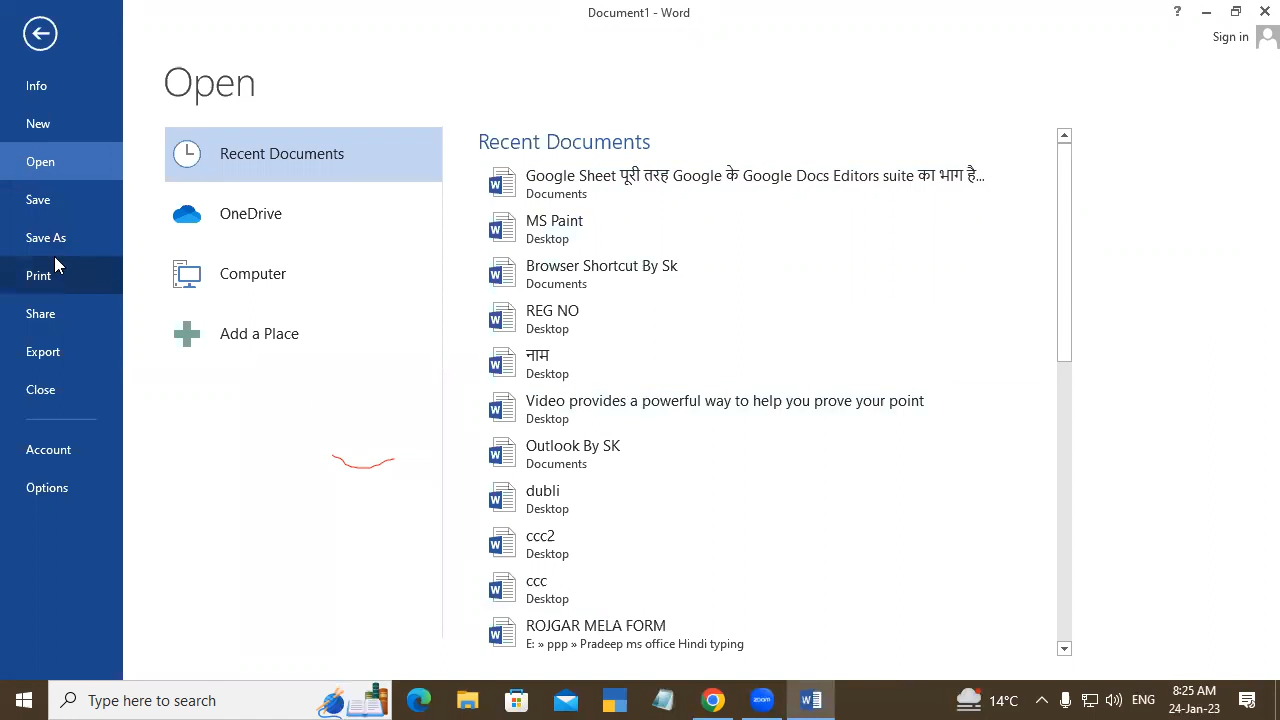 Document1 - Word
?
Sign in
Info
New
Open
Save
Save As
Print
Share
Export
Close
Account
Options
Open
Recent Documents
OneDrive
Computer
Add a Place
Recent Documents
Google Sheet पूरी तरह Google के Google Docs Editors suite का भाग है...
Documents
MS Paint
Desktop
Browser Shortcut By Sk
Documents
REG NO
Desktop
नाम
Desktop
Video provides a powerful way to help you prove your point
Desktop
Outlook By SK
Documents
dubli
Desktop
ccc2
Desktop
ccc
Desktop
ROJGAR MELA FORM
E: » ppp » Pradeep ms office Hindi typing
Type here to search
zoom
14°C
ENG
8:25 AM
24-Jan-23